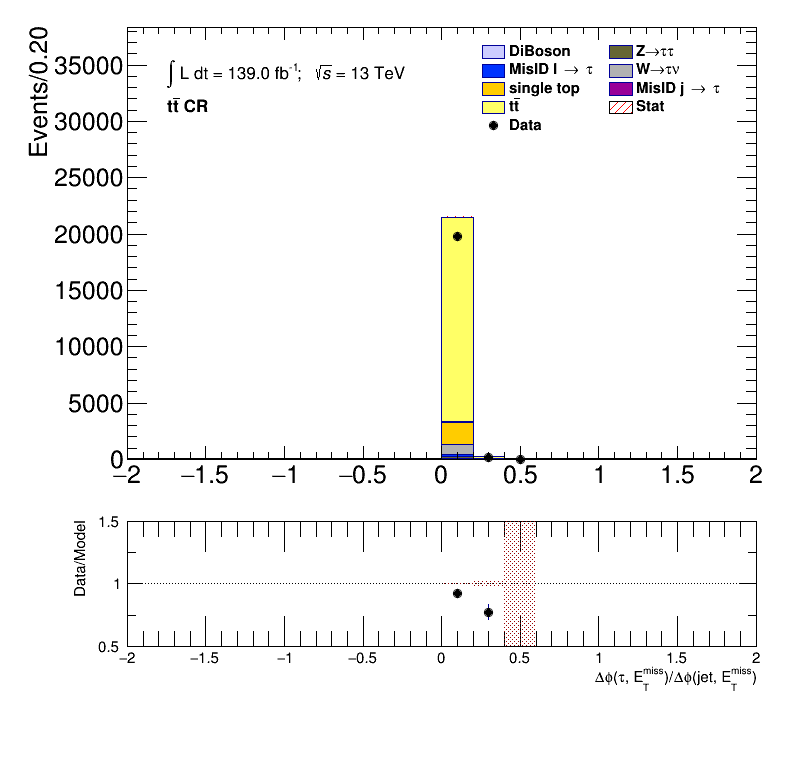 Events/0.20
35000
30000
25000
20000
15000
10000
5000
0
∫ L dt = 139.0 fb⁻¹; √s = 13 TeV
tt̄ CR
DiBoson
MisID l → τ
single top
tt̄
Data
Z→ττ
W→τν
MisID j → τ
Stat
−2 −1.5 −1 −0.5 0 0.5 1 1.5 2
Data/Model
1.5
1
0.5
−2 −1.5 −1 −0.5 0 0.5 1 1.5 2
Δϕ(τ, E_T^miss)/Δϕ(jet, E_T^miss)